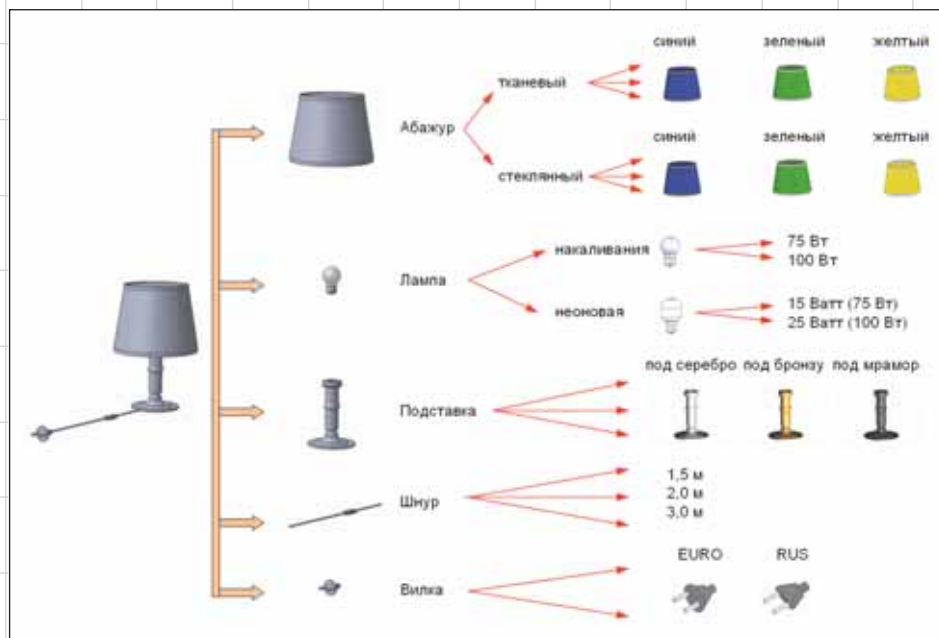 синий зеленый желтый
тканевый
Абажур
синий зеленый желтый
стеклянный
накаливания
75 Вт
100 Вт
Лампа
неоновая
15 Ватт (75 Вт)
25 Ватт (100 Вт)
под серебро под бронзу под мрамор
Подставка
1,5 м
2,0 м
3,0 м
Шнур
EURO RUS
Вилка